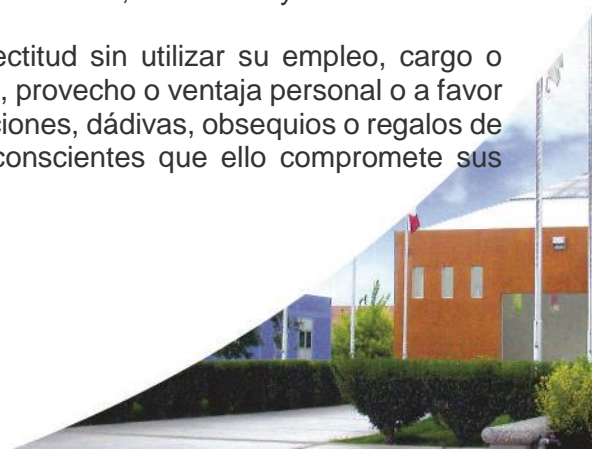 ectitud sin utilizar su empleo, cargo o
, provecho o ventaja personal o a favor
ciones, dádivas, obsequios o regalos de
conscientes que ello compromete sus